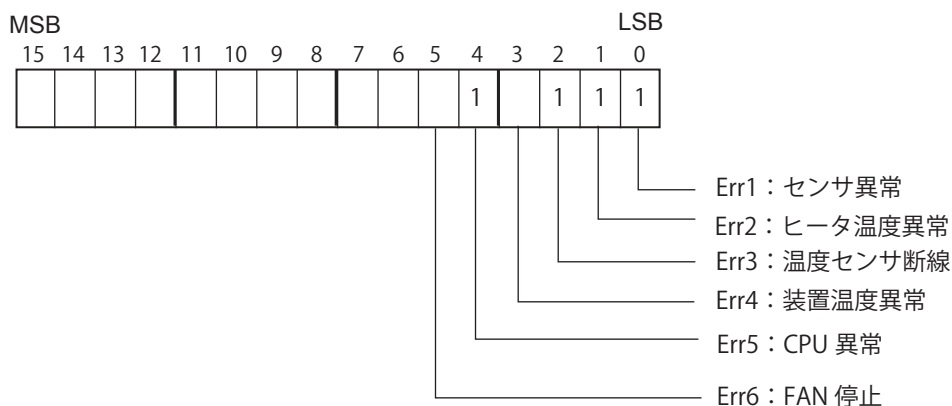 MSB LSB
15 14 13 12 11 10 9 8 7 6 5 4 3 2 1 0
1 1 1 1
Err1：センサ異常
Err2：ヒータ温度異常
Err3：温度センサ断線
Err4：装置温度異常
Err5：CPU 異常
Err6：FAN 停止